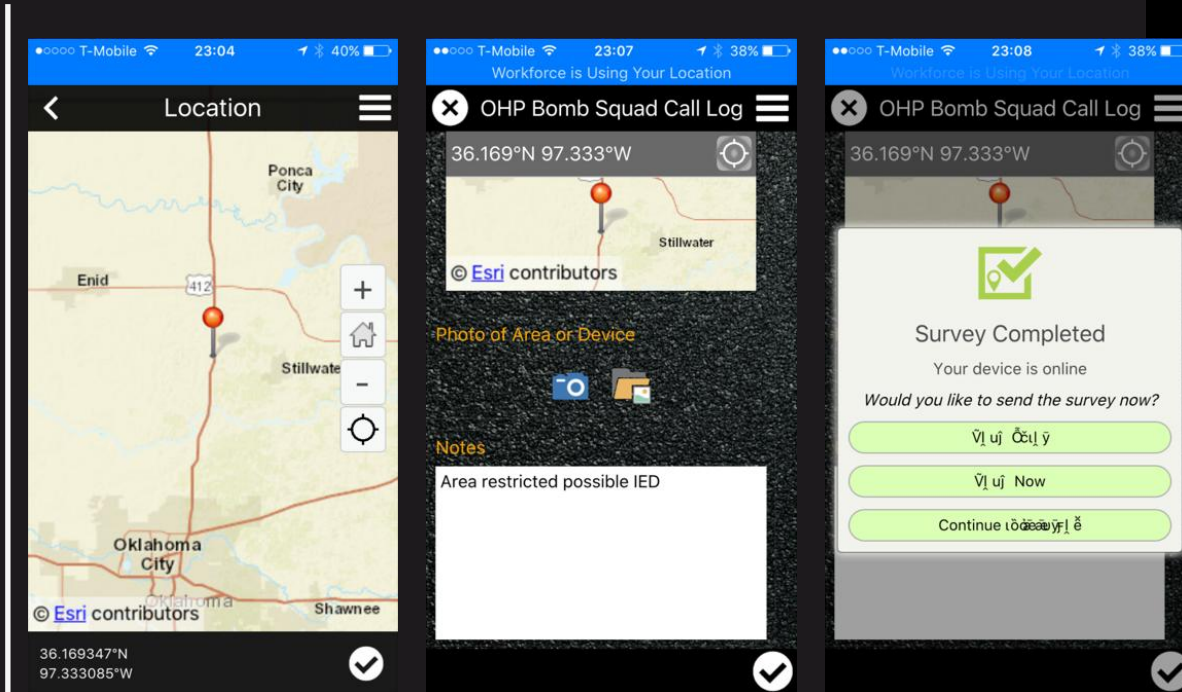 T-Mobile 23:04 40%
Location
Ponca
City
Enid
412
Stillwate
Oklahoma
City
Oklahoma
© Esri contributors
Shawnee
36.169347°N
97.333085°W
T-Mobile 23:07 38%
Workforce is Using Your Location
OHP Bomb Squad Call Log
36.169°N 97.333°W
Stillwater
© Esri contributors
Photo of Area or Device
Notes
Area restricted possible IED
T-Mobile 23:08 38%
Workforce is Using Your Location
OHP Bomb Squad Call Log
36.169°N 97.333°W
Survey Completed
Your device is online
Would you like to send the survey now?
Now
Continue